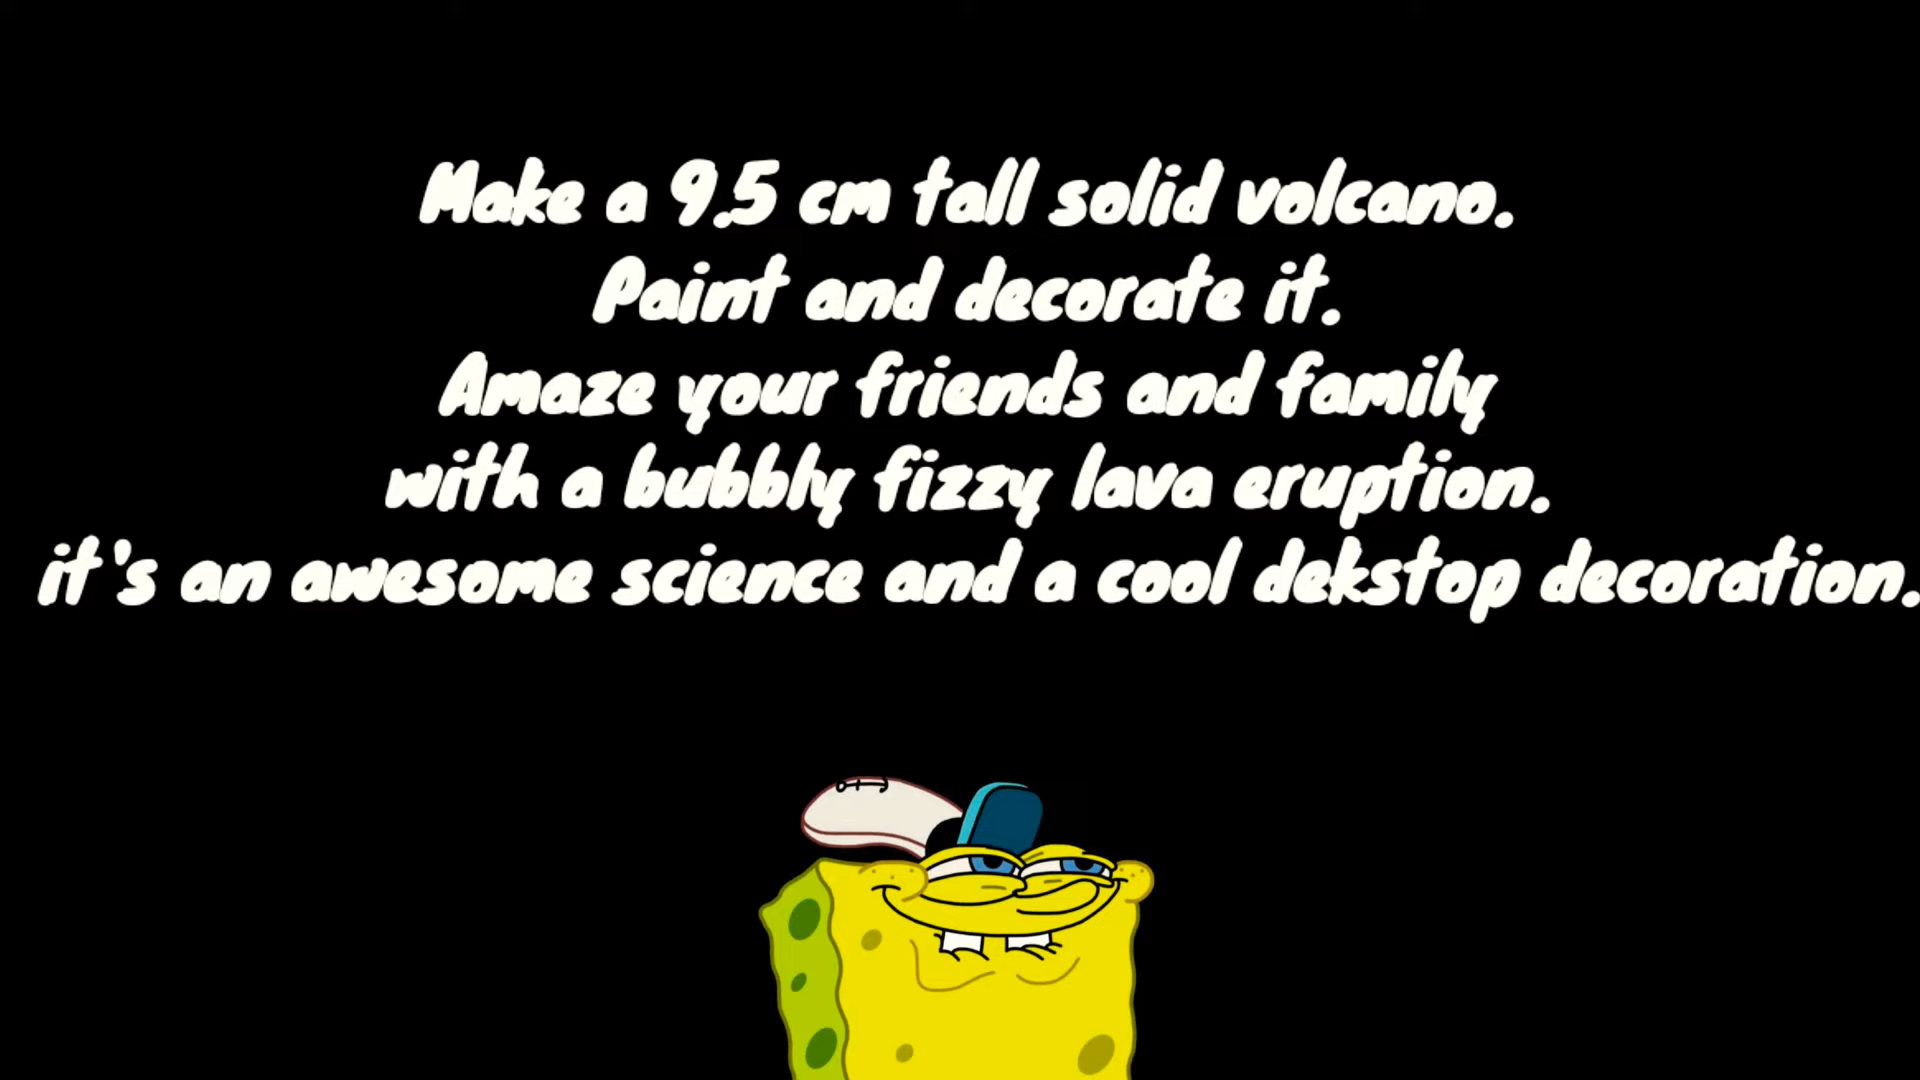 Make a 9.5 cm tall solid volcano.
Paint and decorate it.
Amaze your friends and family
with a bubbly fizzy lava eruption.
it's an awesome science and a cool dekstop decoration.